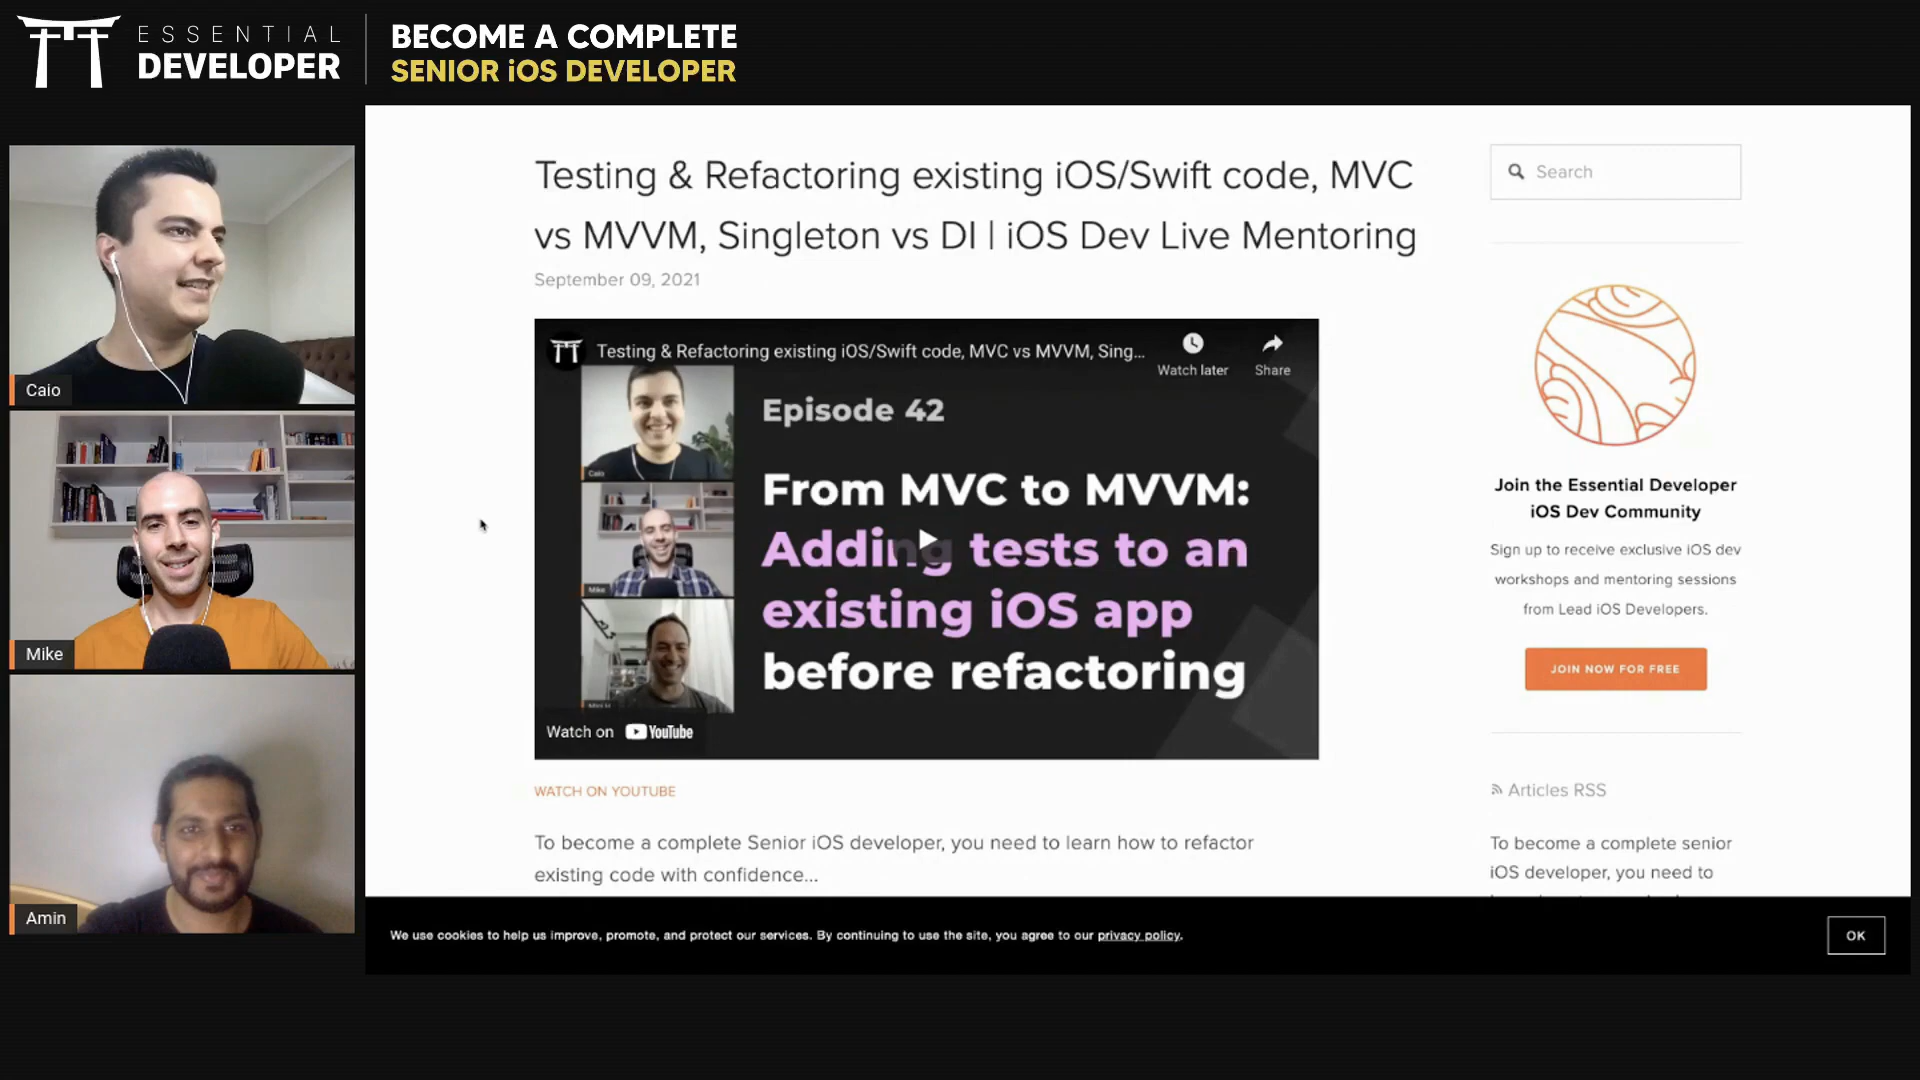 ESSENTIAL
DEVELOPER
BECOME A COMPLETE
SENIOR iOS DEVELOPER
Caio
Mike
Amin
Testing & Refactoring existing iOS/Swift code, MVC
vs MVVM, Singleton vs DI | iOS Dev Live Mentoring
September 09, 2021
Testing & Refactoring existing iOS/Swift code, MVC vs MVVM, Sing...
Watch later
Share
Episode 42
From MVC to MVVM:
Adding tests to an
existing iOS app
before refactoring
Caio
Mike
Watch on YouTube
WATCH ON YOUTUBE
To become a complete Senior iOS developer, you need to learn how to refactor
existing code with confidence...
Search
Join the Essential Developer
iOS Dev Community
Sign up to receive exclusive iOS dev
workshops and mentoring sessions
from Lead iOS Developers.
JOIN NOW FOR FREE
Articles RSS
To become a complete senior
iOS developer, you need to
We use cookies to help us improve, promote, and protect our services. By continuing to use the site, you agree to our privacy policy.
OK